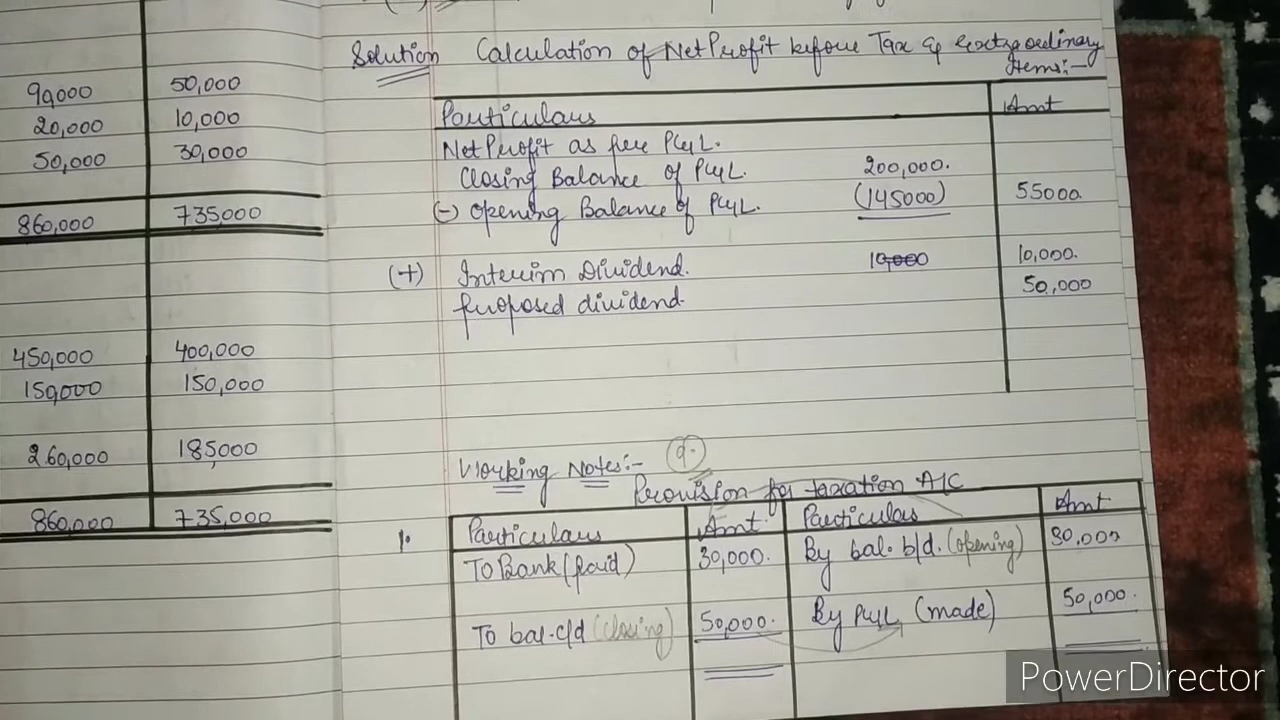 Solution Calculation of Net Profit before Tax & Extraordinary
Items:-
90,000 50,000
20,000 10,000
50,000 30,000
860,000 735,000
450,000 400,000
150,000 150,000
260,000 185000
860,000 735,000
Particulars Amt
Net Profit as per P&L.
Closing Balance of P&L. 200,000.
(-) Opening Balance of P&L. (145000) 55000.
(+) Interim Dividend. 10,000 10,000.
Proposed dividend. 50,000
Working Notes:-
Provision for taxation A/C
1. Particulars Amt. Particulars Amt
To Bank (paid) 30,000. By bal. b/d. (opening) 30,000
To bal. c/d (closing) 50,000. By P&L (made) 50,000.
PowerDirector